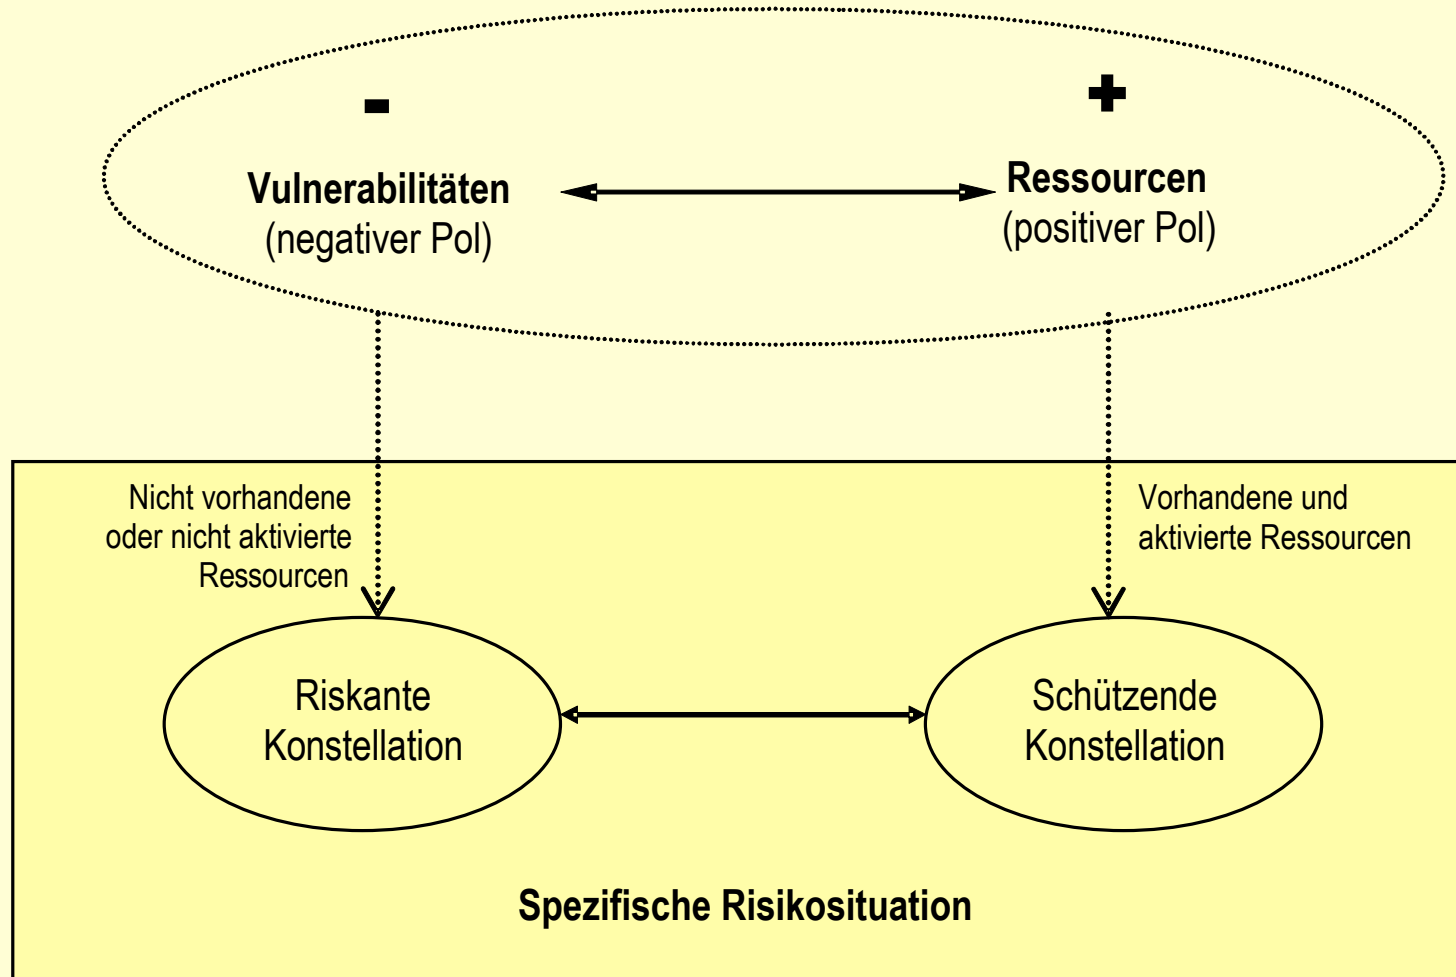 -
+
Vulnerabilitäten
(negativer Pol)
Ressourcen
(positiver Pol)
Nicht vorhandene
oder nicht aktivierte
Ressourcen
Vorhandene und
aktivierte Ressourcen
Riskante
Konstellation
Schützende
Konstellation
Spezifische Risikosituation